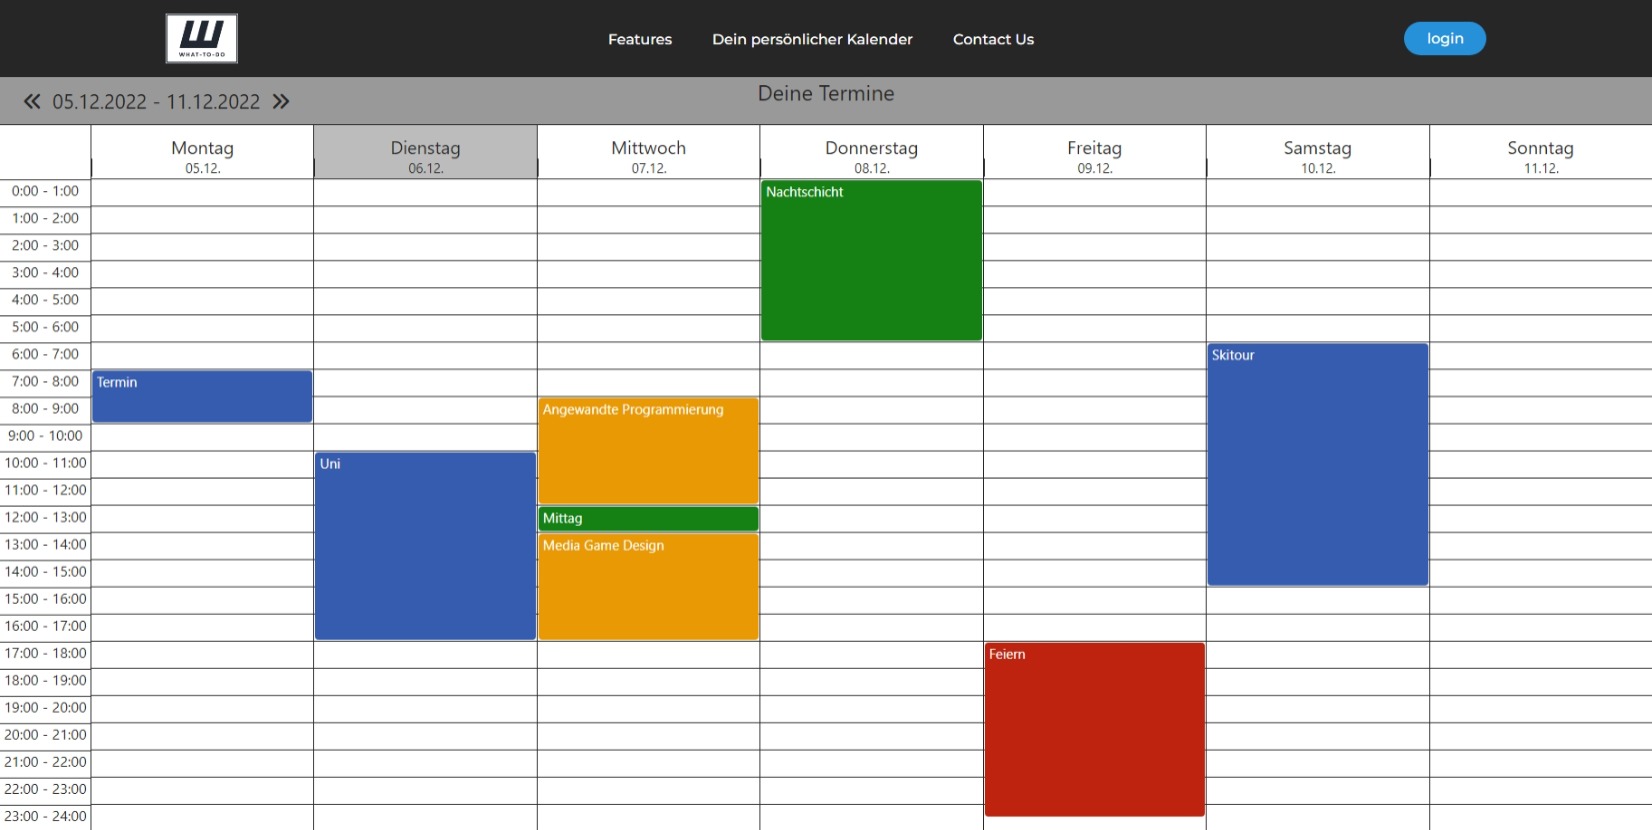 WHAT-TO-DO
Features Dein persönlicher Kalender Contact Us login
05.12.2022 - 11.12.2022
Deine Termine
Montag Dienstag Mittwoch Donnerstag Freitag Samstag Sonntag
05.12. 06.12. 07.12. 08.12. 09.12. 10.12. 11.12.
0:00 - 1:00 Nachtschicht
1:00 - 2:00
2:00 - 3:00
3:00 - 4:00
4:00 - 5:00
5:00 - 6:00
6:00 - 7:00 Skitour
7:00 - 8:00 Termin
8:00 - 9:00 Angewandte Programmierung
9:00 - 10:00
10:00 - 11:00 Uni
11:00 - 12:00
12:00 - 13:00 Mittag
13:00 - 14:00 Media Game Design
14:00 - 15:00
15:00 - 16:00
16:00 - 17:00
17:00 - 18:00 Feiern
18:00 - 19:00
19:00 - 20:00
20:00 - 21:00
21:00 - 22:00
22:00 - 23:00
23:00 - 24:00